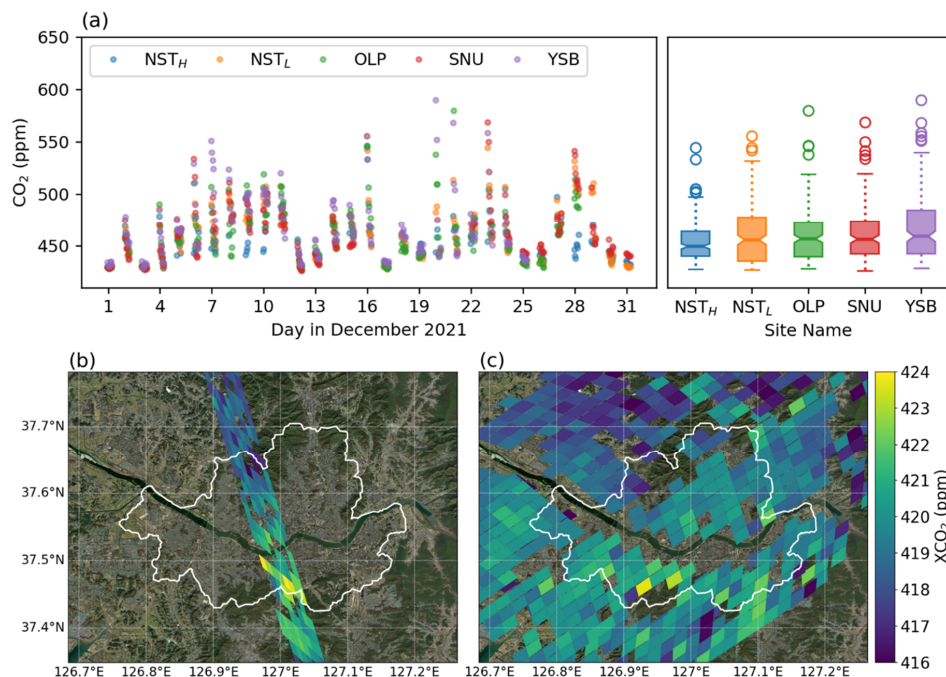 (a)
650
600
550
500
450
CO₂ (ppm)
NST_H NST_L OLP SNU YSB
1 4 7 10 13 16 19 22 25 28 31
Day in December 2021
NST_H NST_L OLP SNU YSB
Site Name
(b)
37.7°N
37.6°N
37.5°N
37.4°N
126.7°E 126.8°E 126.9°E 127°E 127.1°E 127.2°E
(c)
126.7°E 126.8°E 126.9°E 127°E 127.1°E 127.2°E
424
423
422
421
420
419
418
417
416
XCO₂ (ppm)